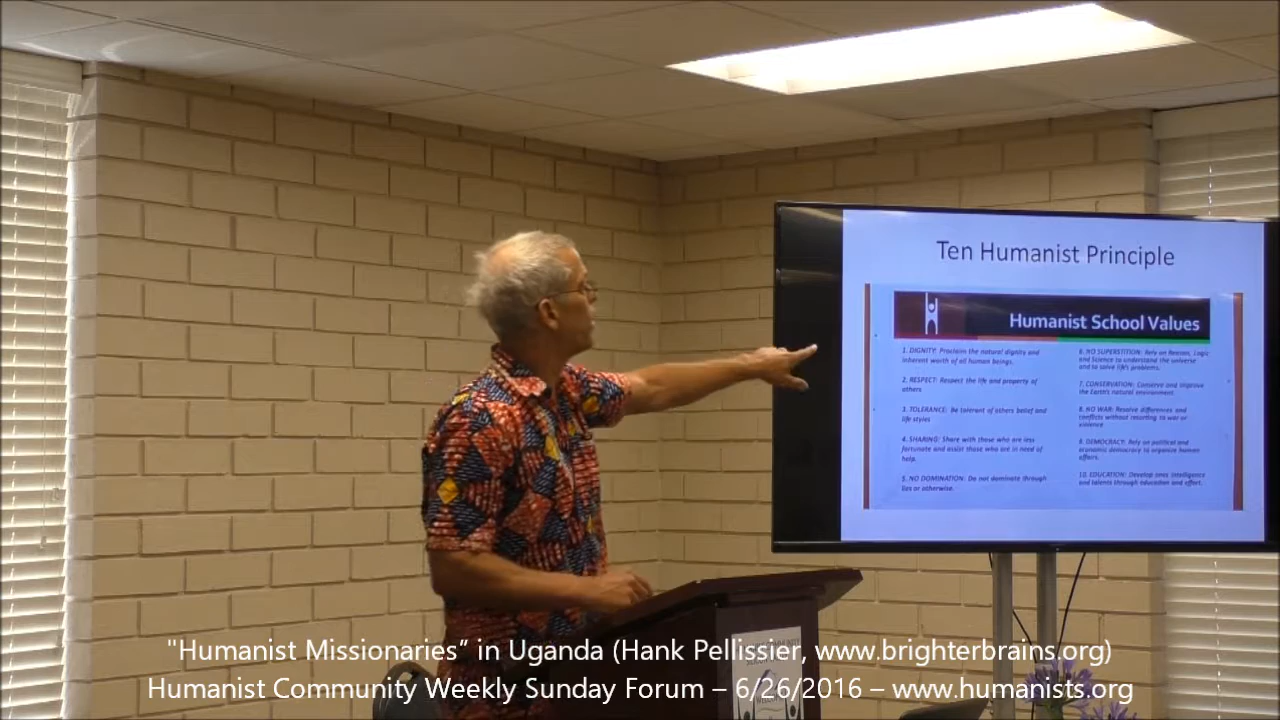 Ten Humanist Principle
Humanist School Values
1. DIGNITY: Proclaim the natural dignity and
inherent worth of all human beings.
2. RESPECT: Respect the life and property of
others
3. TOLERANCE: Be tolerant of others belief and
life styles
4. SHARING: Share with those who are less
fortunate and assist those who are in need of
help.
5. NO DOMINATION: Do not dominate through
lies or otherwise.
6. NO SUPERSTITION: Rely on Reason, Logic
and Science to understand the universe
and to solve life's problems.
7. CONSERVATION: Conserve and improve
the Earth's natural environment
8. NO WAR: Resolve differences and
conflicts without resorting to war or
violence
9. DEMOCRACY: Rely on political and
economic democracy to organize human
affairs.
10. EDUCATION: Develop ones intelligence
and talents through education and effort.
"Humanist Missionaries” in Uganda (Hank Pellissier, www.brighterbrains.org)
Humanist Community Weekly Sunday Forum – 6/26/2016 – www.humanists.org